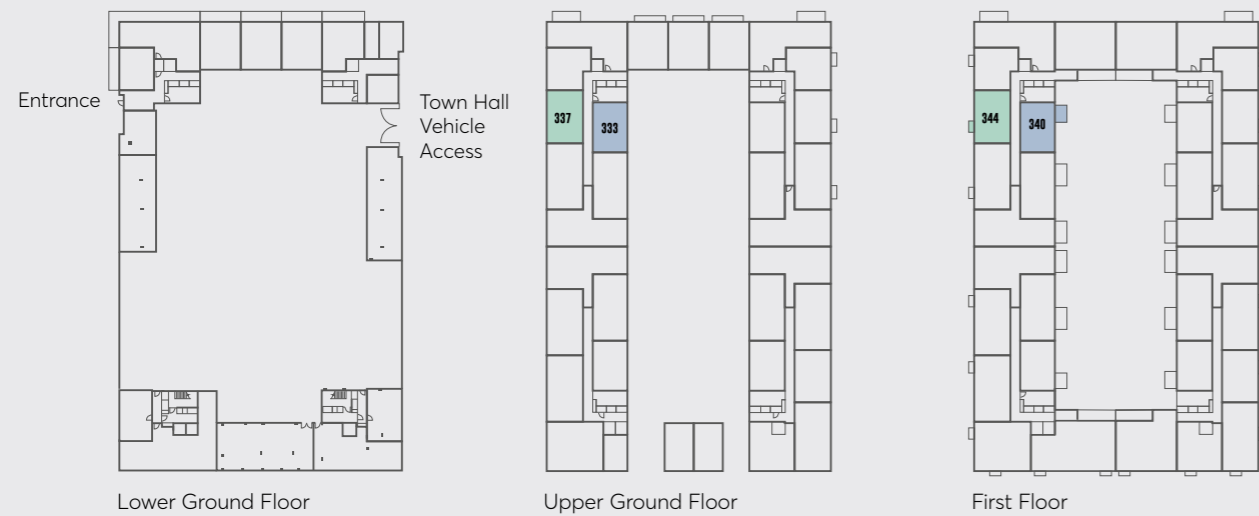 Entrance
Town Hall
Vehicle
Access
337
333
344
340
Lower Ground Floor
Upper Ground Floor
First Floor